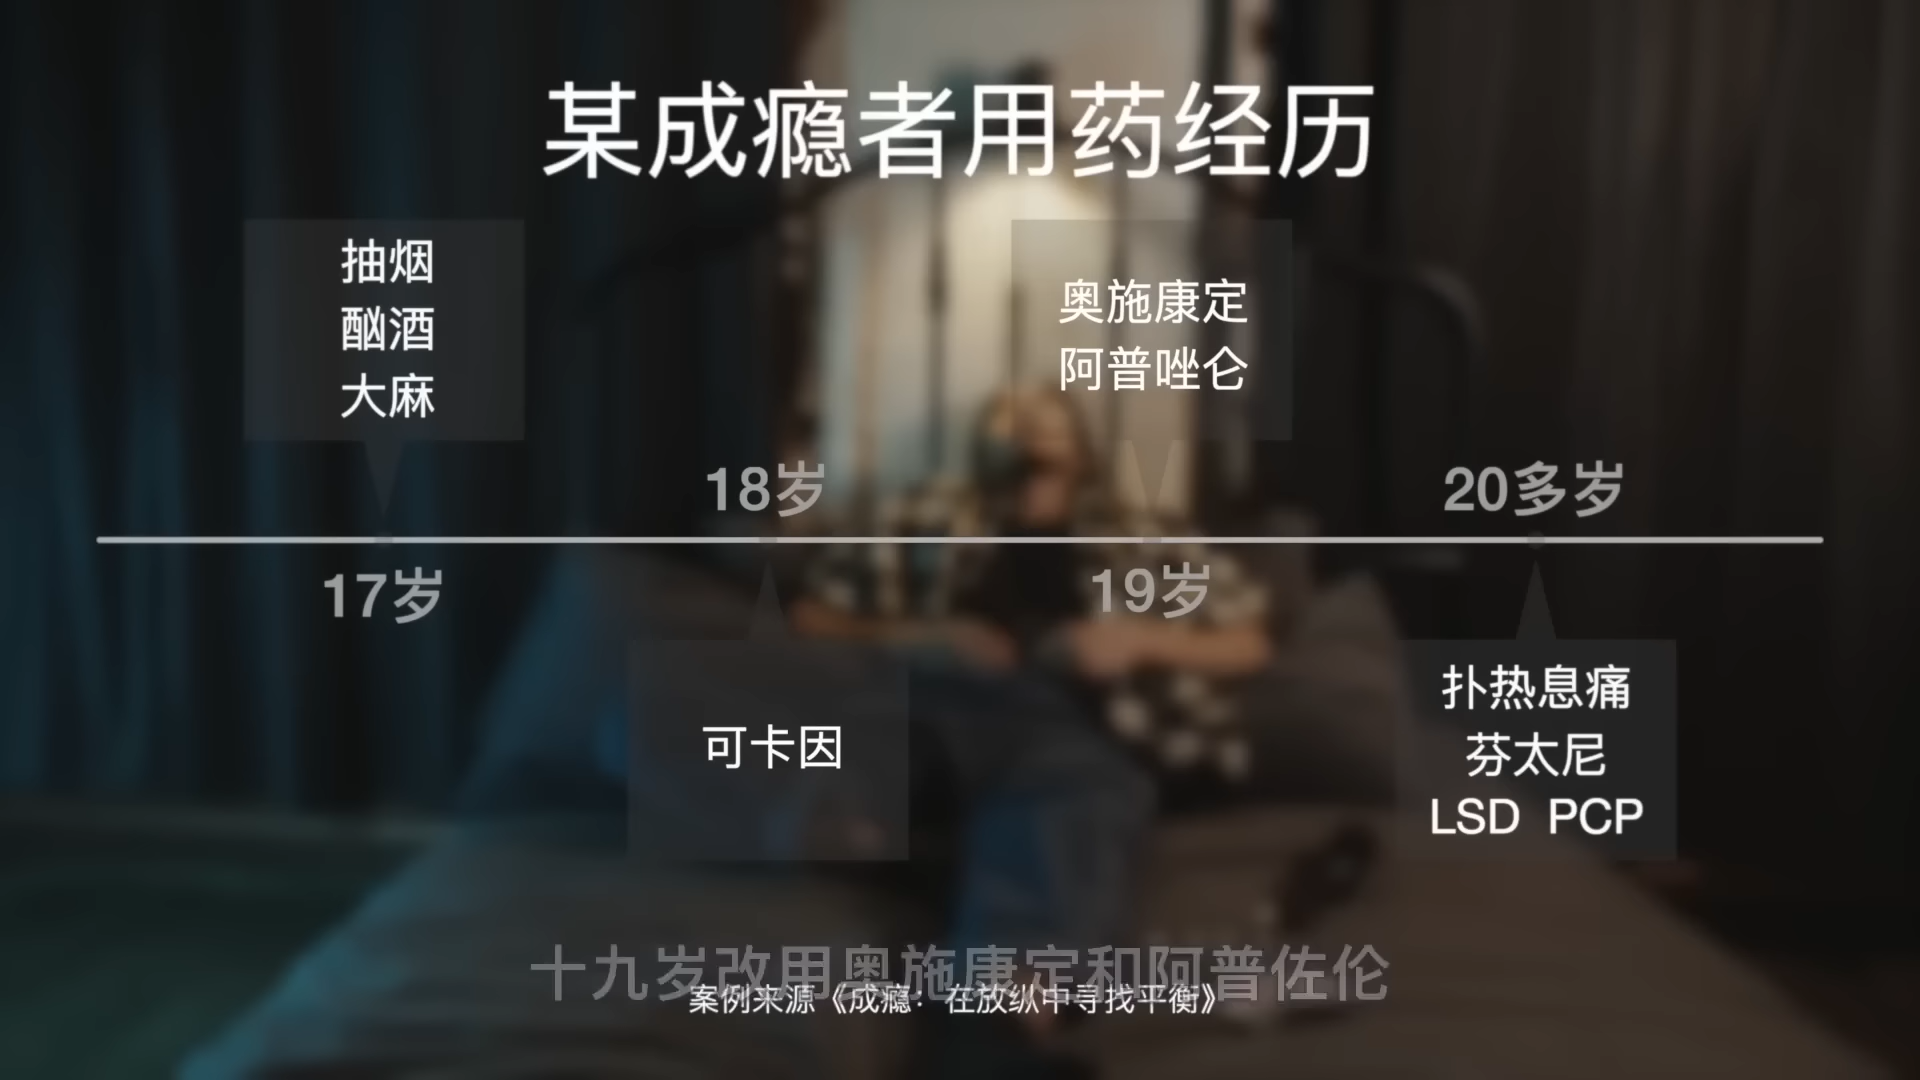 某成瘾者用药经历
抽烟
酗酒
大麻
17岁
18岁
可卡因
奥施康定
阿普唑仑
19岁
20多岁
扑热息痛
芬太尼
LSD PCP
十九岁改用奥施康定和阿普佐伦
案例来源《成瘾：在放纵中寻找平衡》